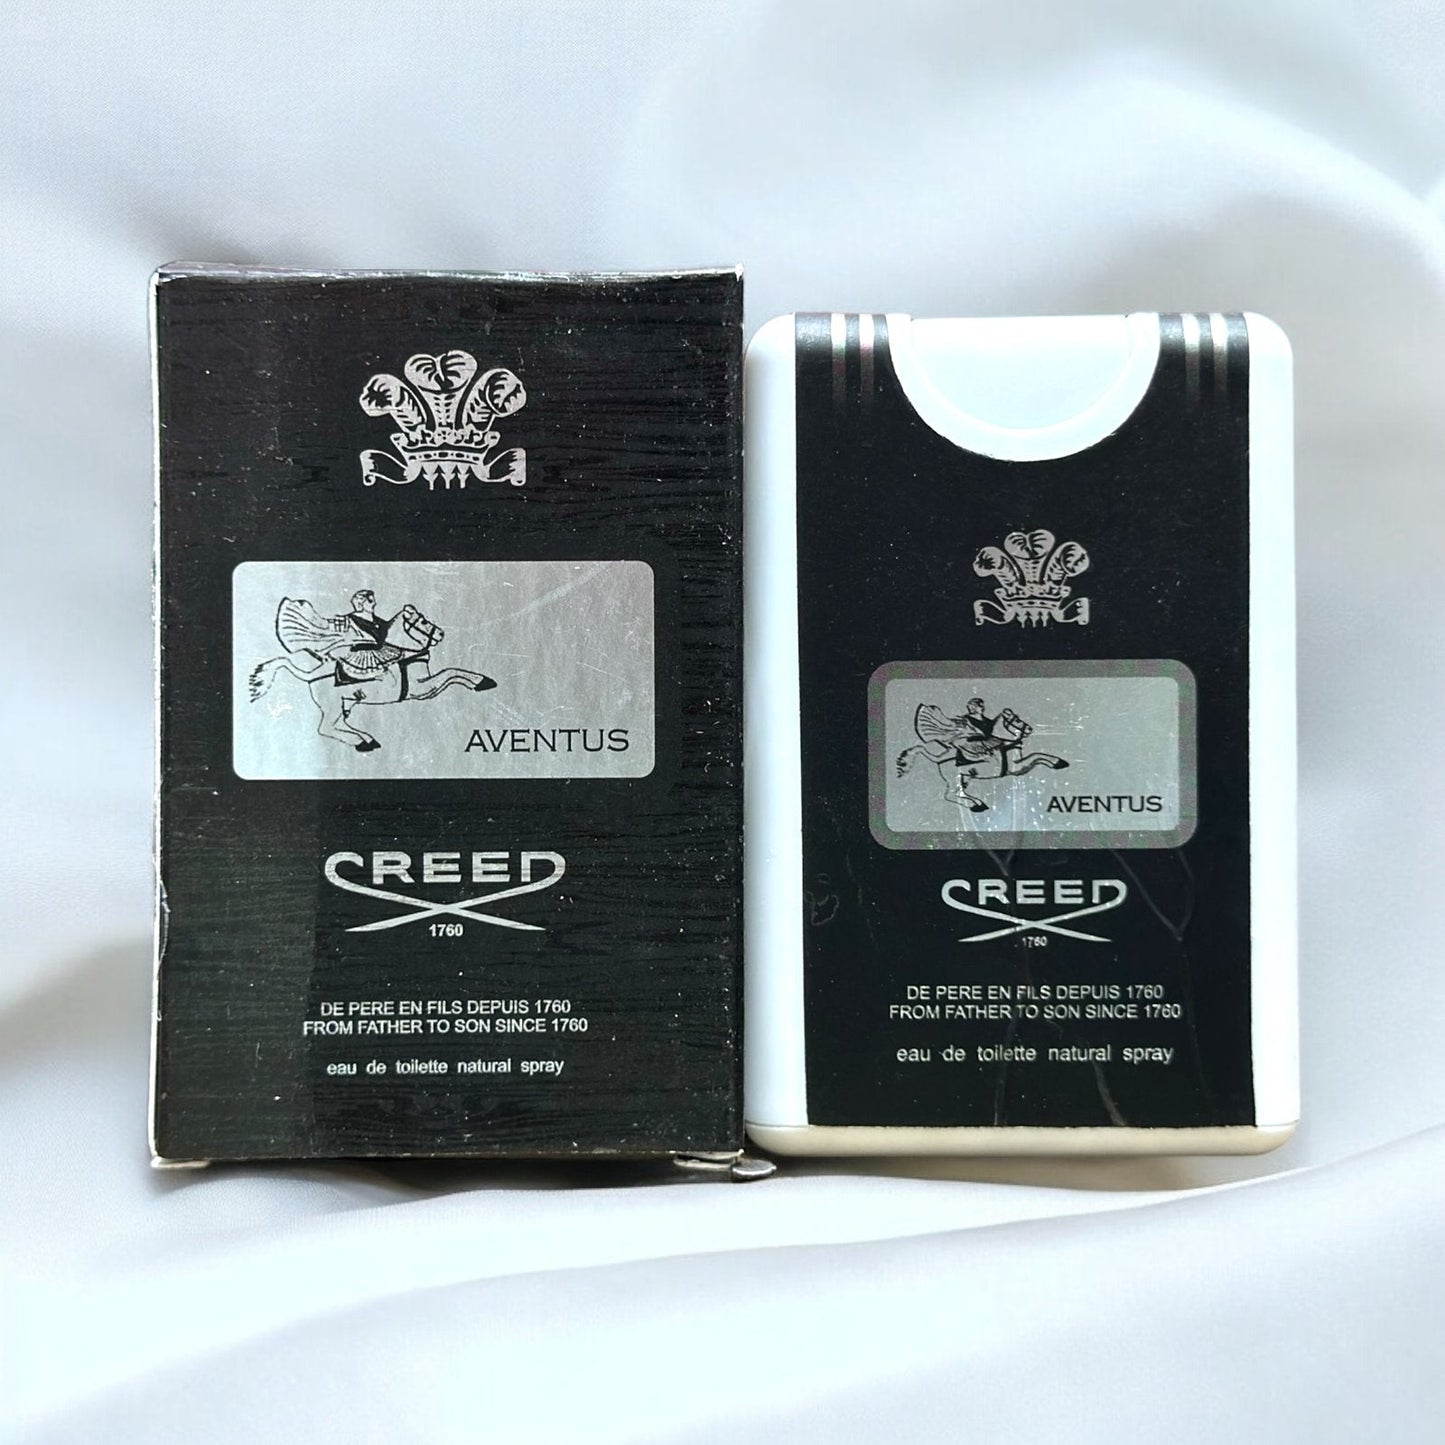 AVENTUS
CREED
1760
DE PERE EN FILS DEPUIS 1760
FROM FATHER TO SON SINCE 1760
eau de toilette natural spray
AVENTUS
CREED
1760
DE PERE EN FILS DEPUIS 1760
FROM FATHER TO SON SINCE 1760
eau de toilette natural spray